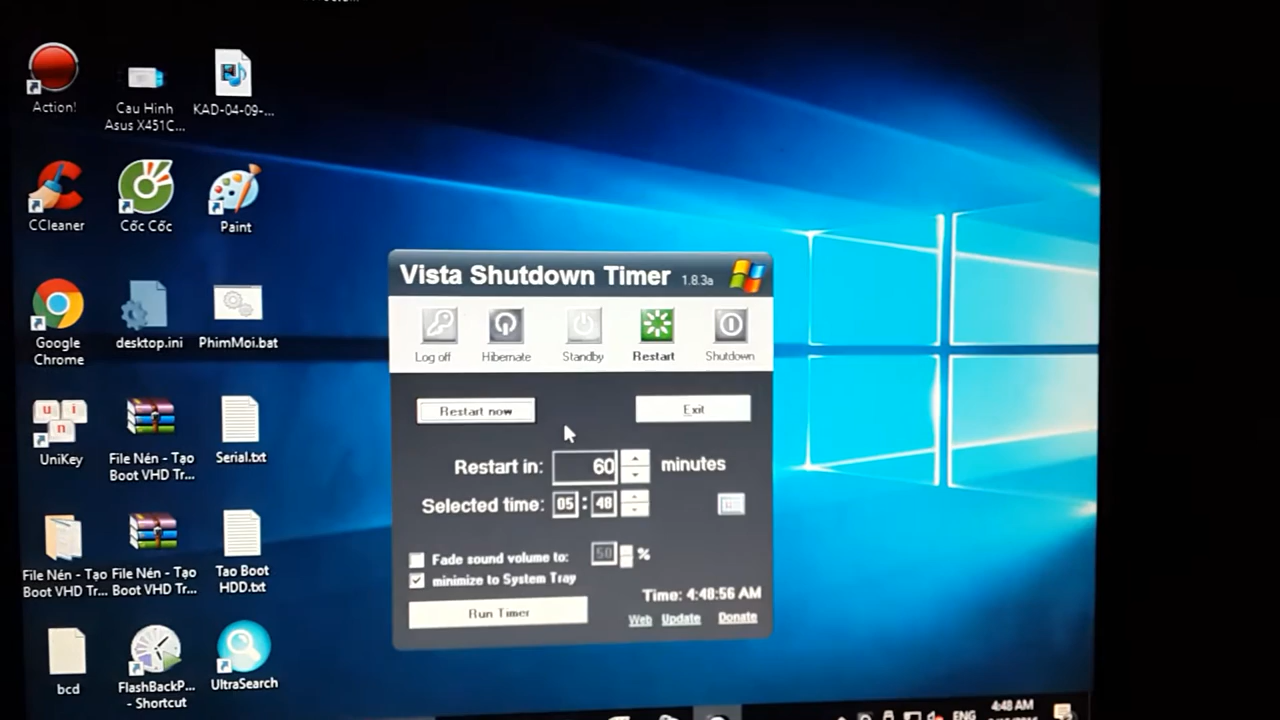 Action!
Cau Hinh
Asus X451C...
KAD-04-09-...
CCleaner
Cốc Cốc
Paint
Google
Chrome
desktop.ini
PhimMoi.bat
UniKey
File Nén - Tạo
Boot VHD Tr...
Serial.txt
File Nén - Tạo
Boot VHD Tr...
File Nén - Tạo
Boot VHD Tr...
Tao Boot
HDD.txt
bcd
FlashBackP...
- Shortcut
UltraSearch
Vista Shutdown Timer 1.8.3a
Log off
Hibernate
Standby
Restart
Shutdown
Restart now
Exit
Restart in: 60 minutes
Selected time: 05 : 48
Fade sound volume to: 50 %
minimize to System Tray
Time: 4:48:56 AM
Run Timer
Web Update Donate
ENG
4:48 AM